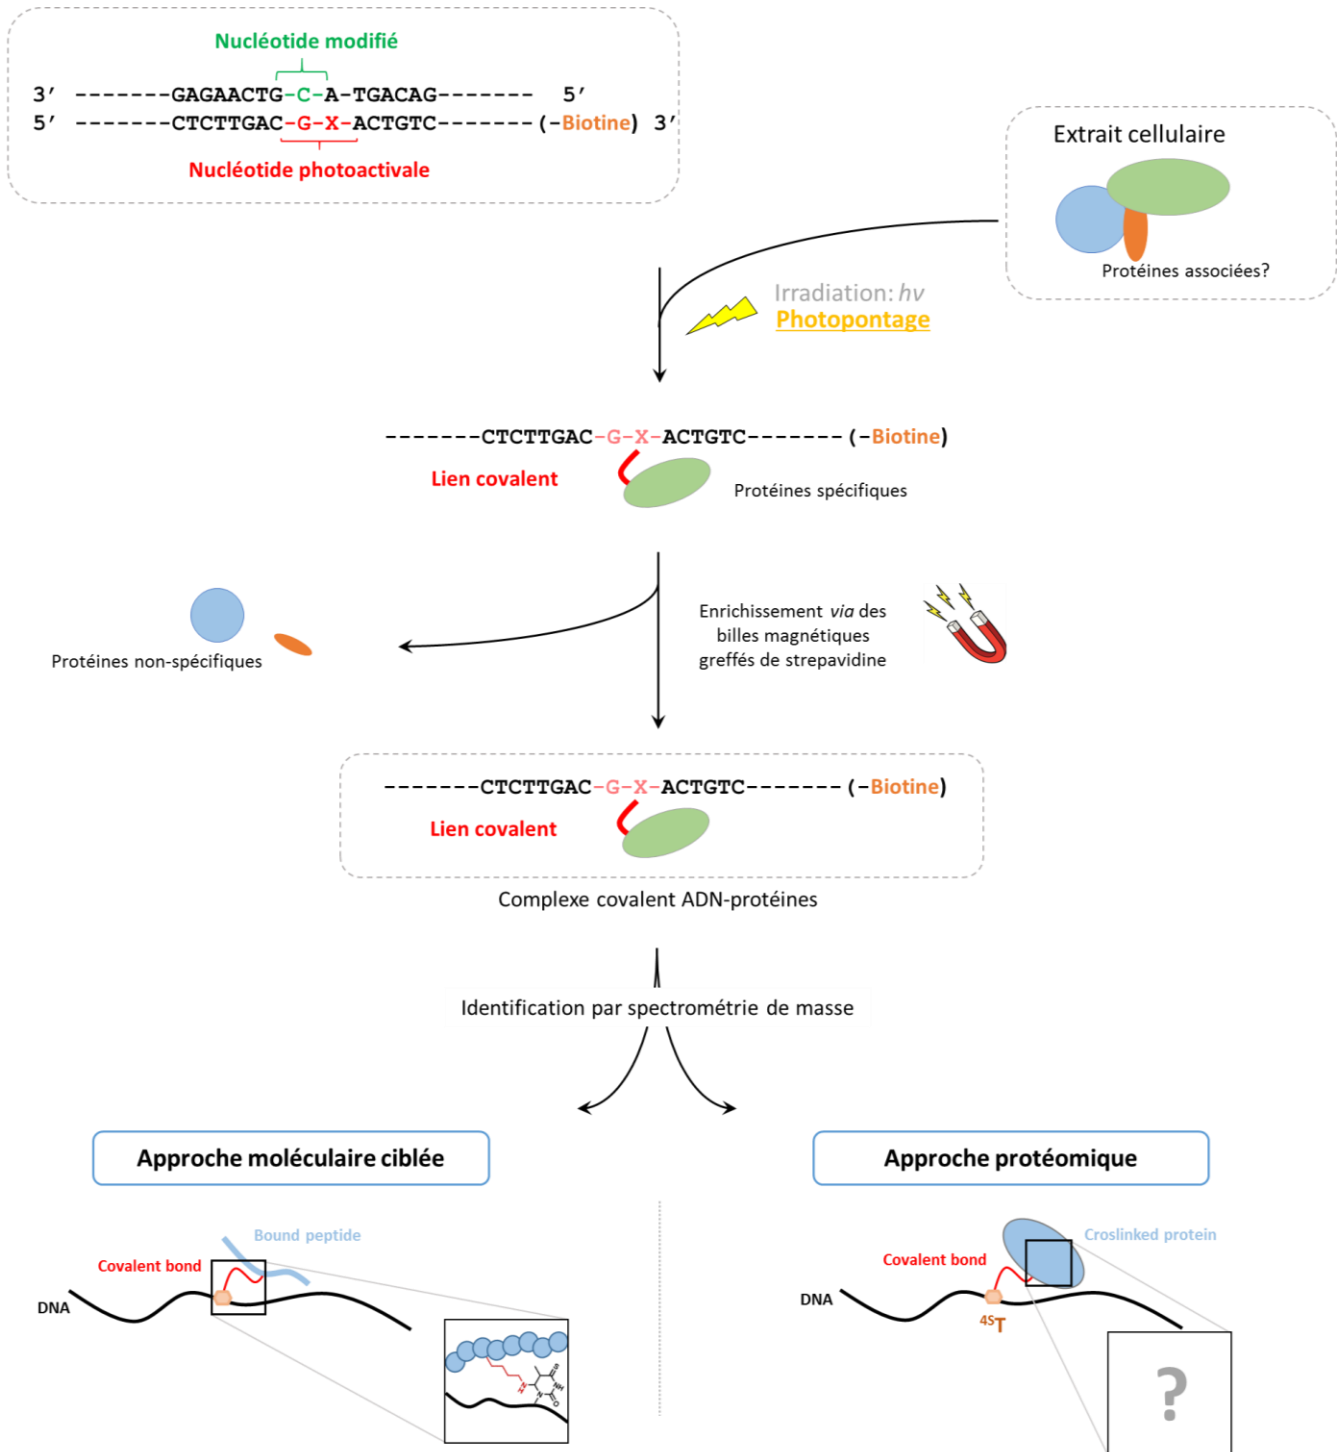 Nucléotide modifié
3' -------GAGAACTG-C-A-TGACAG------- 5'
5' -------CTCTTGAC-G-X-ACTGTC-------(-Biotine) 3'
Nucléotide photoactivale
Extrait cellulaire
Protéines associées?
Irradiation: hv
Photopontage
-------CTCTTGAC-G-X-ACTGTC-------(-Biotine)
Lien covalent
Protéines spécifiques
Enrichissement via des
billes magnétiques
greffés de strepavidine
Protéines non-spécifiques
-------CTCTTGAC-G-X-ACTGTC-------(-Biotine)
Lien covalent
Complexe covalent ADN-protéines
Identification par spectrométrie de masse
Approche moléculaire ciblée
Approche protéomique
Bound peptide
Covalent bond
DNA
S
N
H
NH
N
O
Croslinked protein
Covalent bond
DNA
4ST
?